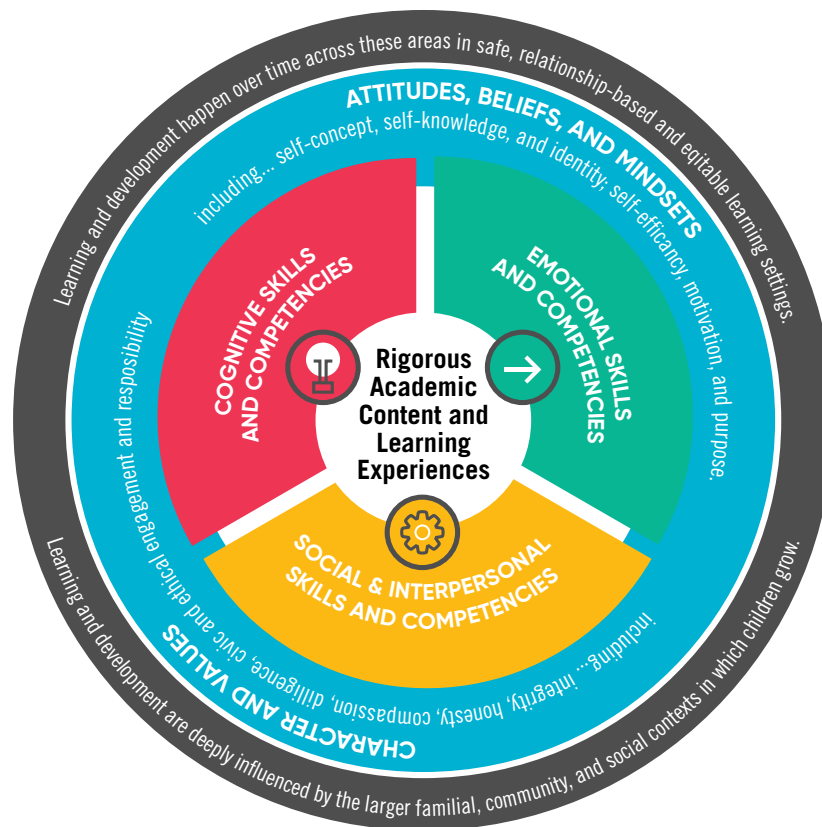 Learning and development happen over time across these areas in safe, relationship-based and eqitable learning settings.
ATTITUDES, BELIEFS, AND MINDSETS
including... self-concept, self-knowledge, and identity; self-efficancy, motivation, and purpose.
COGNITIVE SKILLS
AND COMPETENCIES
EMOTIONAL SKILLS
AND COMPETENCIES
Rigorous
Academic
Content and
Learning
Experiences
SOCIAL & INTERPERSONAL
SKILLS AND COMPETENCIES
CHARACTER AND VALUES
including... integrity, honesty, compassion, dilligence, civic and ethical engagement and resposibility
Learning and development are deeply influenced by the larger familial, community, and social contexts in which children grow.